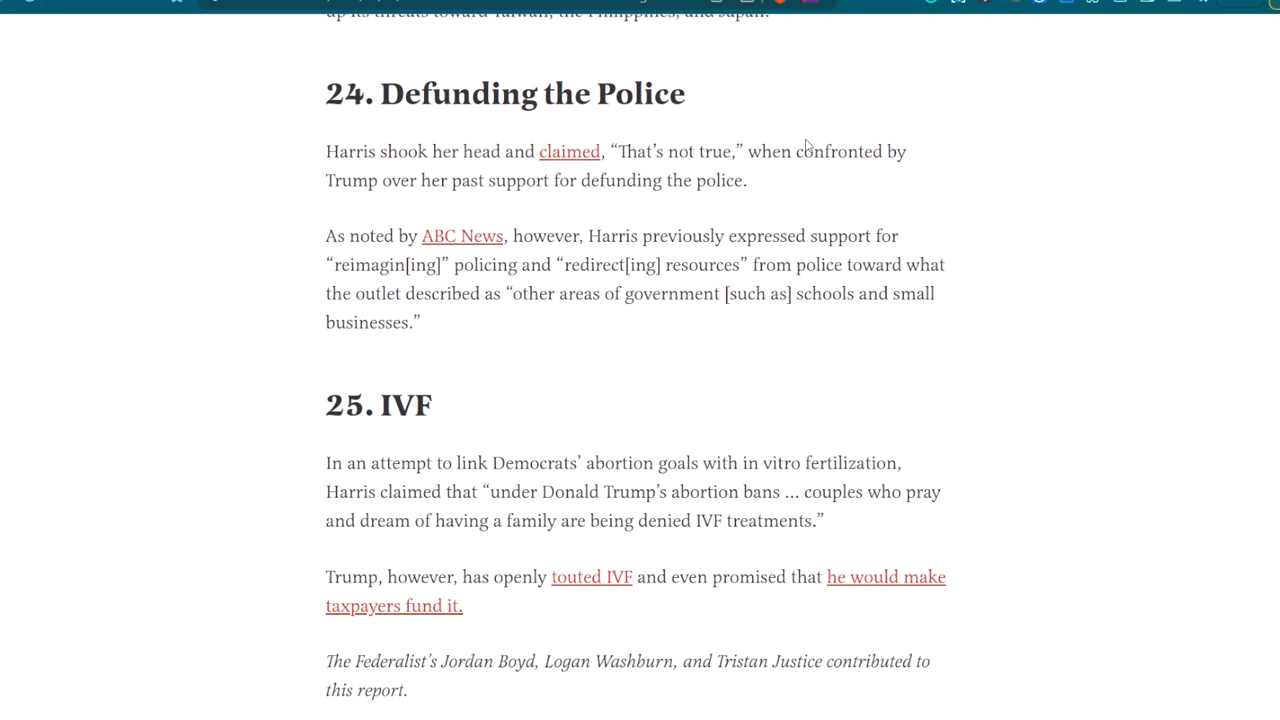 up its threats toward Taiwan, the Philippines, and Japan.
24. Defunding the Police
Harris shook her head and claimed, “That’s not true,” when confronted by
Trump over her past support for defunding the police.
As noted by ABC News, however, Harris previously expressed support for
“reimagin[ing]” policing and “redirect[ing] resources” from police toward what
the outlet described as “other areas of government [such as] schools and small
businesses.”
25. IVF
In an attempt to link Democrats’ abortion goals with in vitro fertilization,
Harris claimed that “under Donald Trump’s abortion bans … couples who pray
and dream of having a family are being denied IVF treatments.”
Trump, however, has openly touted IVF and even promised that he would make
taxpayers fund it.
The Federalist’s Jordan Boyd, Logan Washburn, and Tristan Justice contributed to
this report.